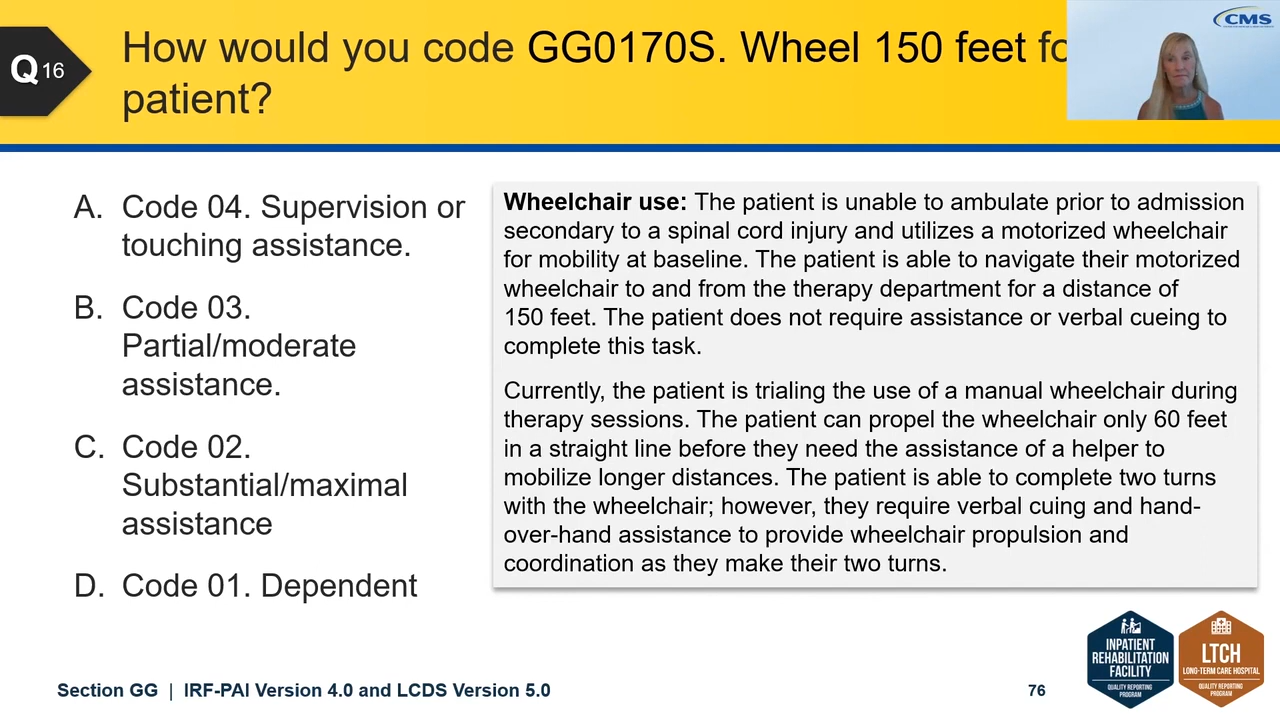 Q16
How would you code GG0170S. Wheel 150 feet fo
patient?
CMS
A. Code 04. Supervision or
touching assistance.
B. Code 03.
Partial/moderate
assistance.
C. Code 02.
Substantial/maximal
assistance
D. Code 01. Dependent
Wheelchair use: The patient is unable to ambulate prior to admission
secondary to a spinal cord injury and utilizes a motorized wheelchair
for mobility at baseline. The patient is able to navigate their motorized
wheelchair to and from the therapy department for a distance of
150 feet. The patient does not require assistance or verbal cueing to
complete this task.
Currently, the patient is trialing the use of a manual wheelchair during
therapy sessions. The patient can propel the wheelchair only 60 feet
in a straight line before they need the assistance of a helper to
mobilize longer distances. The patient is able to complete two turns
with the wheelchair; however, they require verbal cuing and hand-
over-hand assistance to provide wheelchair propulsion and
coordination as they make their two turns.
Section GG | IRF-PAI Version 4.0 and LCDS Version 5.0
76
INPATIENT
REHABILITATION
FACILITY
QUALITY REPORTING
PROGRAM
LTCH
LONG-TERM CARE HOSPITAL
QUALITY REPORTING
PROGRAM